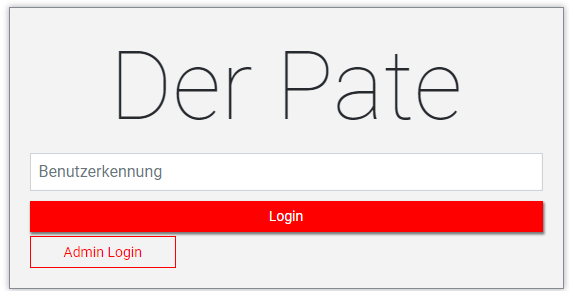 Der Pate
Benutzerkennung
Login
Admin Login